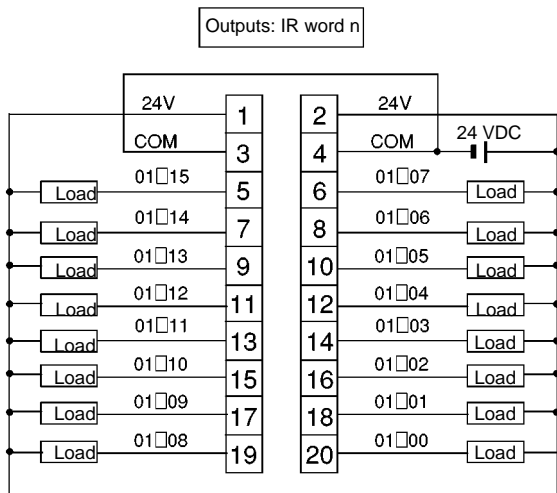 Outputs: IR word n
24V 1 2 24V
COM 3 4 COM 24 VDC
Load 01□15 5 6 01□07 Load
Load 01□14 7 8 01□06 Load
Load 01□13 9 10 01□05 Load
Load 01□12 11 12 01□04 Load
Load 01□11 13 14 01□03 Load
Load 01□10 15 16 01□02 Load
Load 01□09 17 18 01□01 Load
Load 01□08 19 20 01□00 Load